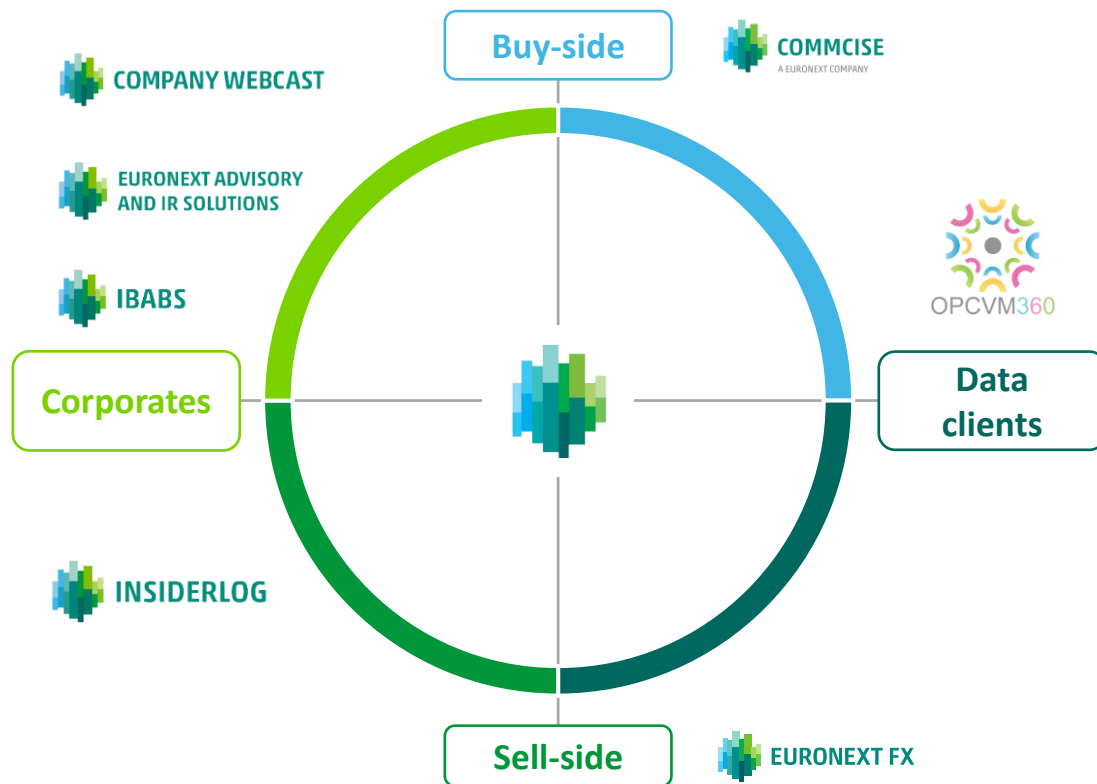 Buy-side
COMMCISE
A EURONEXT COMPANY
COMPANY WEBCAST
EURONEXT ADVISORY
AND IR SOLUTIONS
OPCVM360
IBABS
Corporates
Data
clients
INSIDERLOG
Sell-side
EURONEXT FX